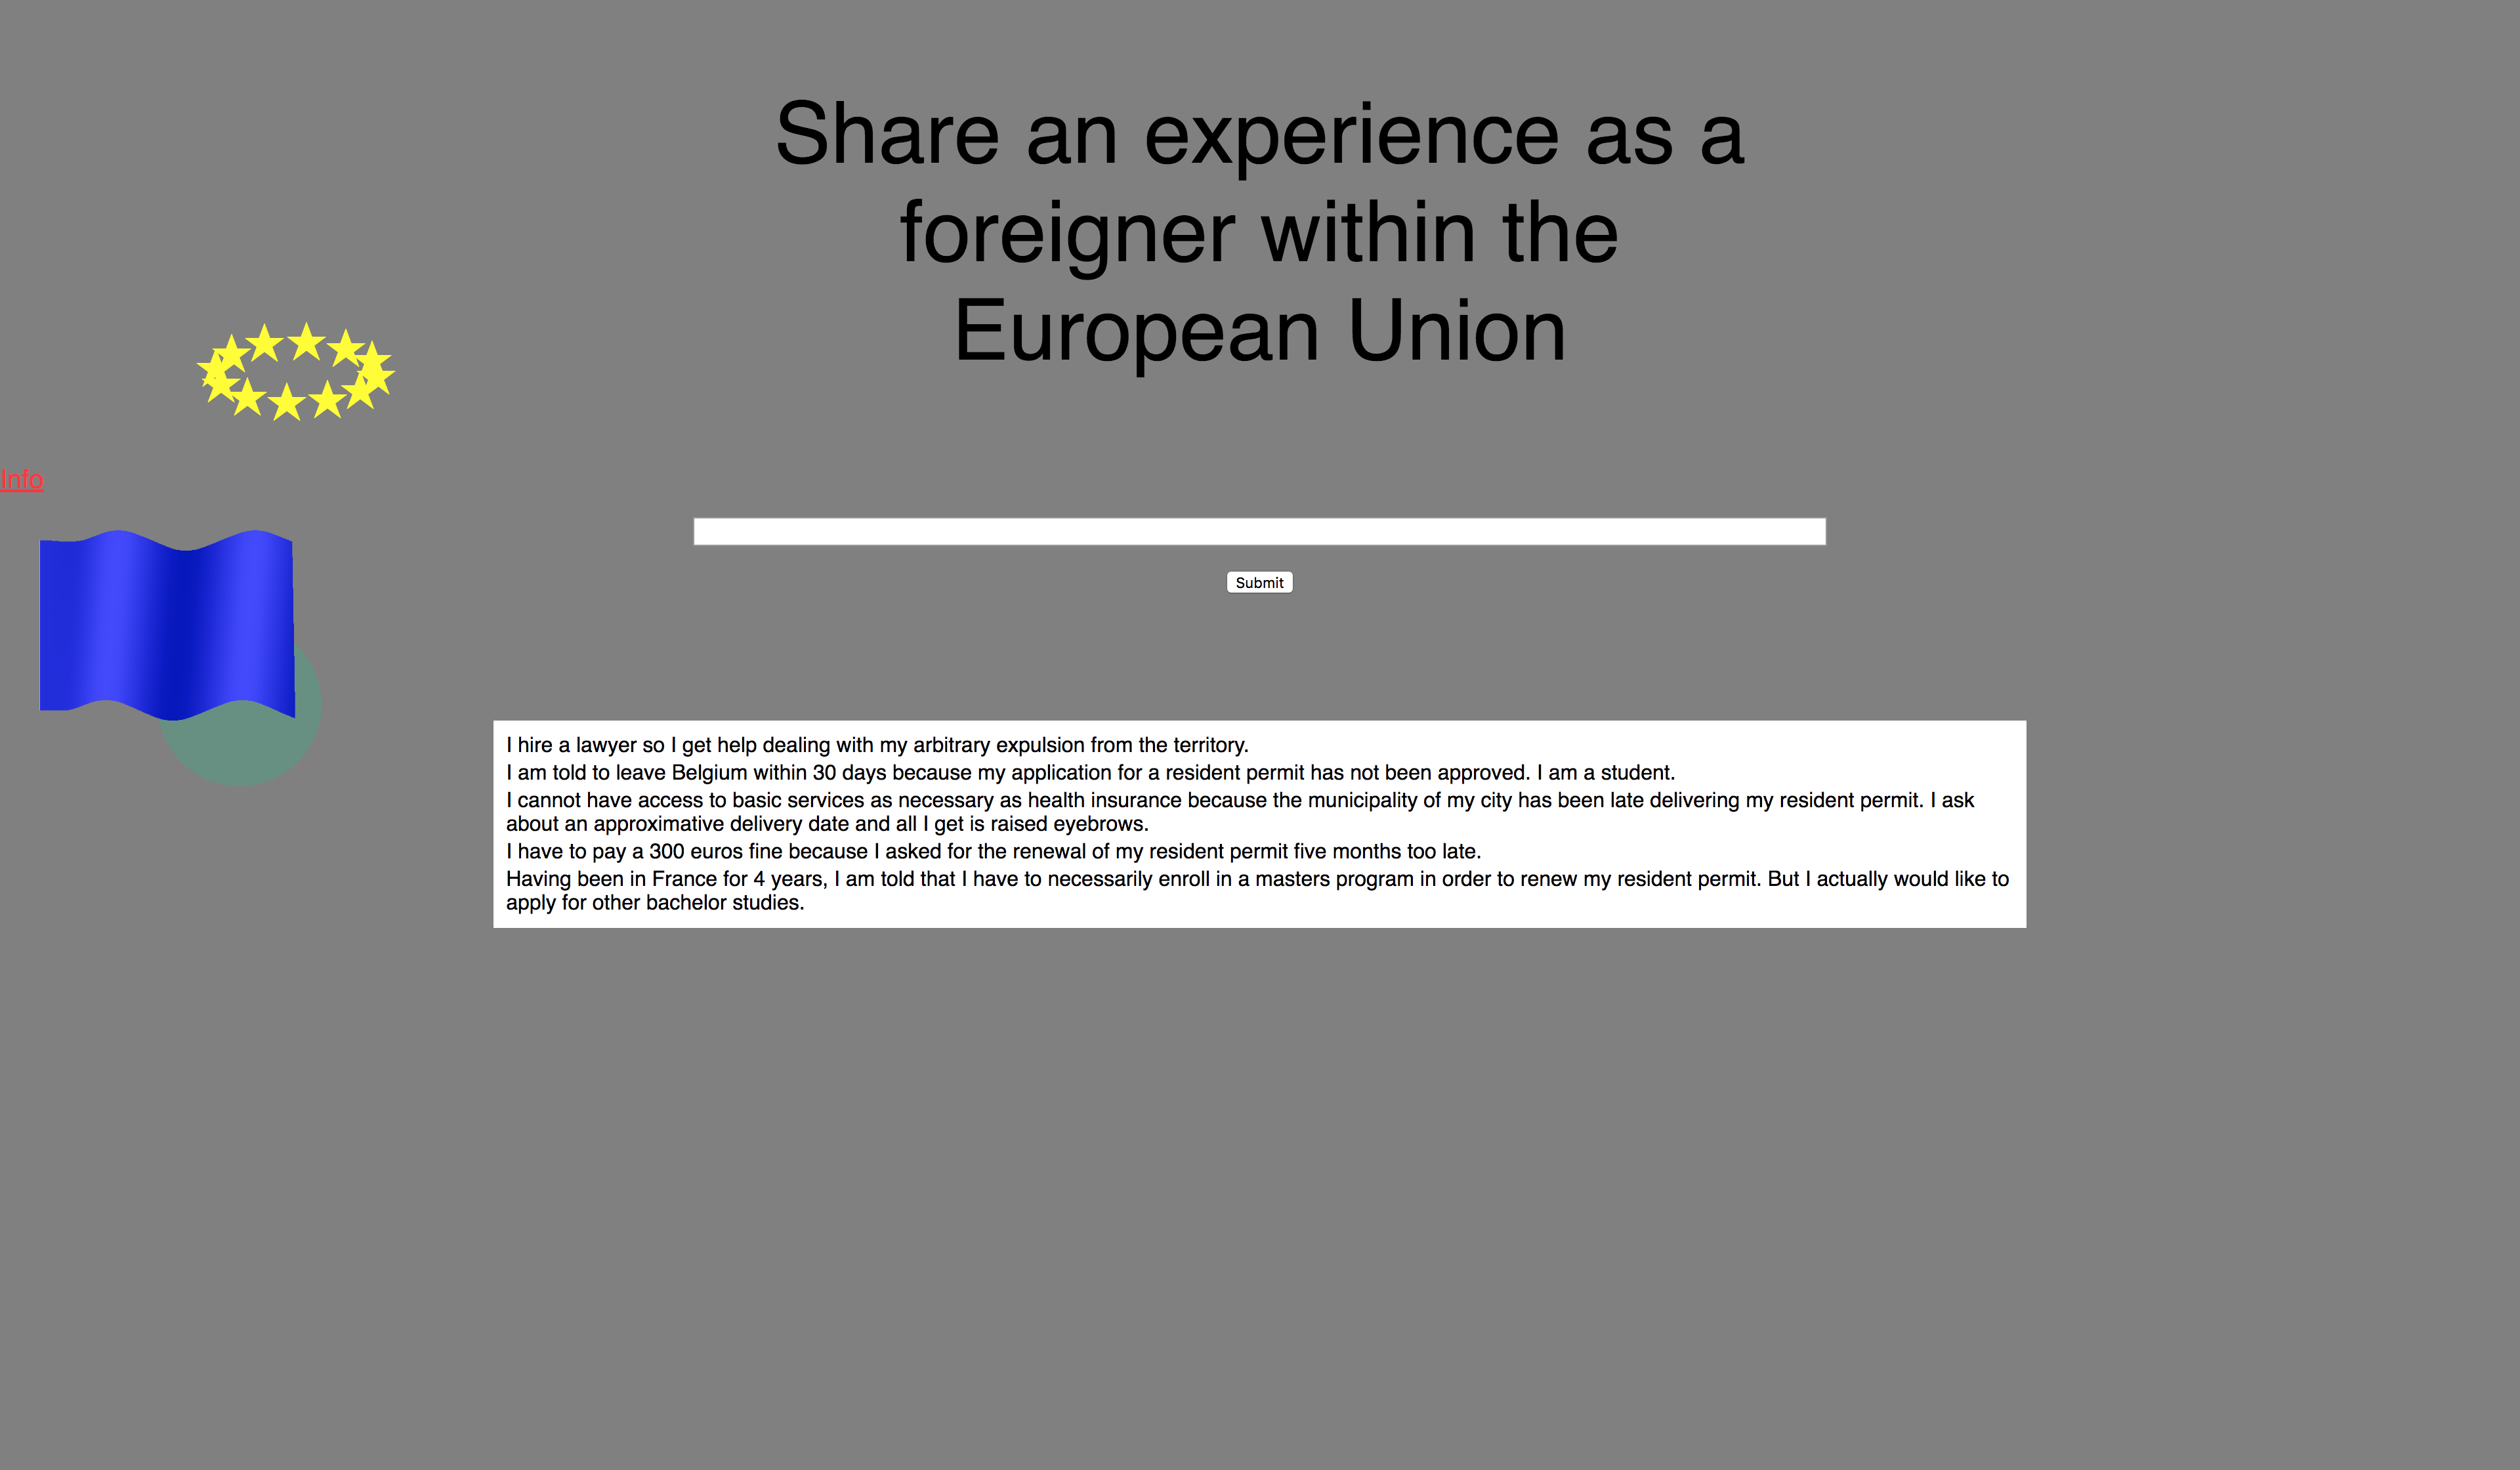 Share an experience as a
foreigner within the
European Union
Info
Submit
I hire a lawyer so I get help dealing with my arbitrary expulsion from the territory.
I am told to leave Belgium within 30 days because my application for a resident permit has not been approved. I am a student.
I cannot have access to basic services as necessary as health insurance because the municipality of my city has been late delivering my resident permit. I ask
about an approximative delivery date and all I get is raised eyebrows.
I have to pay a 300 euros fine because I asked for the renewal of my resident permit five months too late.
Having been in France for 4 years, I am told that I have to necessarily enroll in a masters program in order to renew my resident permit. But I actually would like to
apply for other bachelor studies.